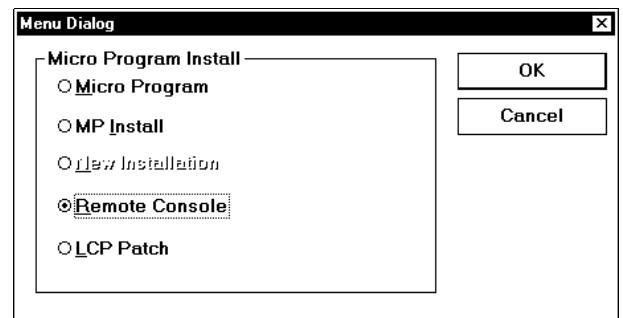 Menu Dialog
Micro Program Install
Micro Program
MP Install
New Installation
Remote Console
LCP Patch
OK
Cancel